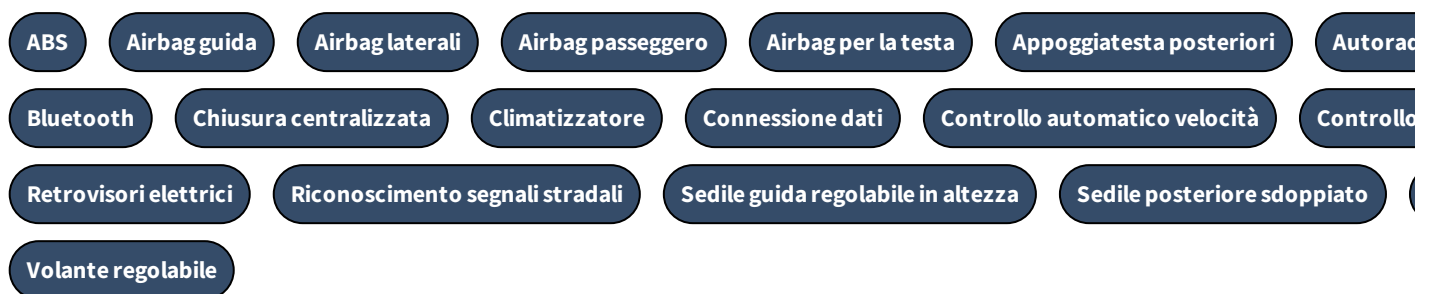 ABS Airbag guida Airbag laterali Airbag passeggero Airbag per la testa Appoggiatesta posteriori
Bluetooth Chiusura centralizzata Climatizzatore Connessione dati Controllo automatico velocità Controllo
Retrovisori elettrici Riconoscimento segnali stradali Sedile guida regolabile in altezza Sedile posteriore sdoppiato
Volante regolabile